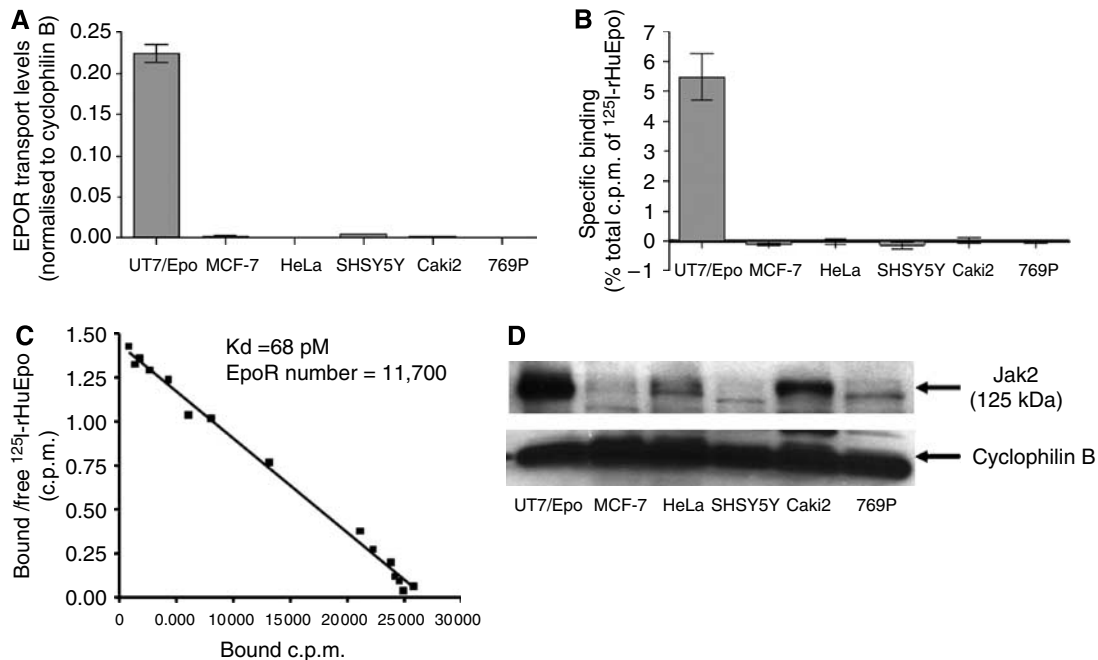 A
EPOR transport levels
(normalised to cyclophilin B)
0.25
0.20
0.15
0.10
0.05
0.00
UT7/Epo MCF-7 HeLa SHSY5Y Caki2 769P
B
Specific binding
(% total c.p.m. of ¹²⁵I-rHuEpo)
7
6
5
4
3
2
1
0
−1
UT7/Epo MCF-7 HeLa SHSY5Y Caki2 769P
C
Bound /free ¹²⁵I-rHuEpo
(c.p.m.)
1.50
1.25
1.00
0.75
0.50
0.25
0.00
Kd =68 pM
EpoR number = 11,700
0 0.000 10000 15000 20000 25000 30000
Bound c.p.m.
D
Jak2
(125 kDa)
Cyclophilin B
UT7/Epo MCF-7 HeLa SHSY5Y Caki2 769P